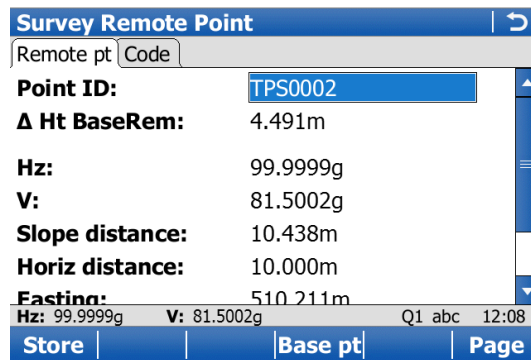 Survey Remote Point
Remote pt Code
Point ID: TPS0002
Δ Ht BaseRem: 4.491m
Hz: 99.9999g
V: 81.5002g
Slope distance: 10.438m
Horiz distance: 10.000m
Easting: 510.211m
Hz: 99.9999g V: 81.5002g Q1 abc 12:08
Store Base pt Page